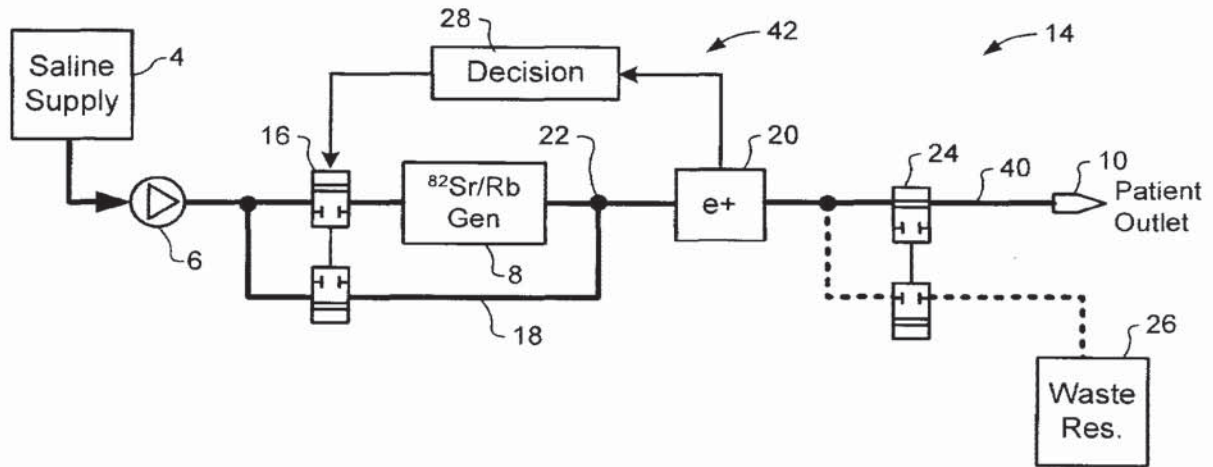 Saline
Supply
4
6
16
28
Decision
42
14
82Sr/Rb
Gen
8
18
22
20
e+
24
40
10
Patient
Outlet
26
Waste
Res.